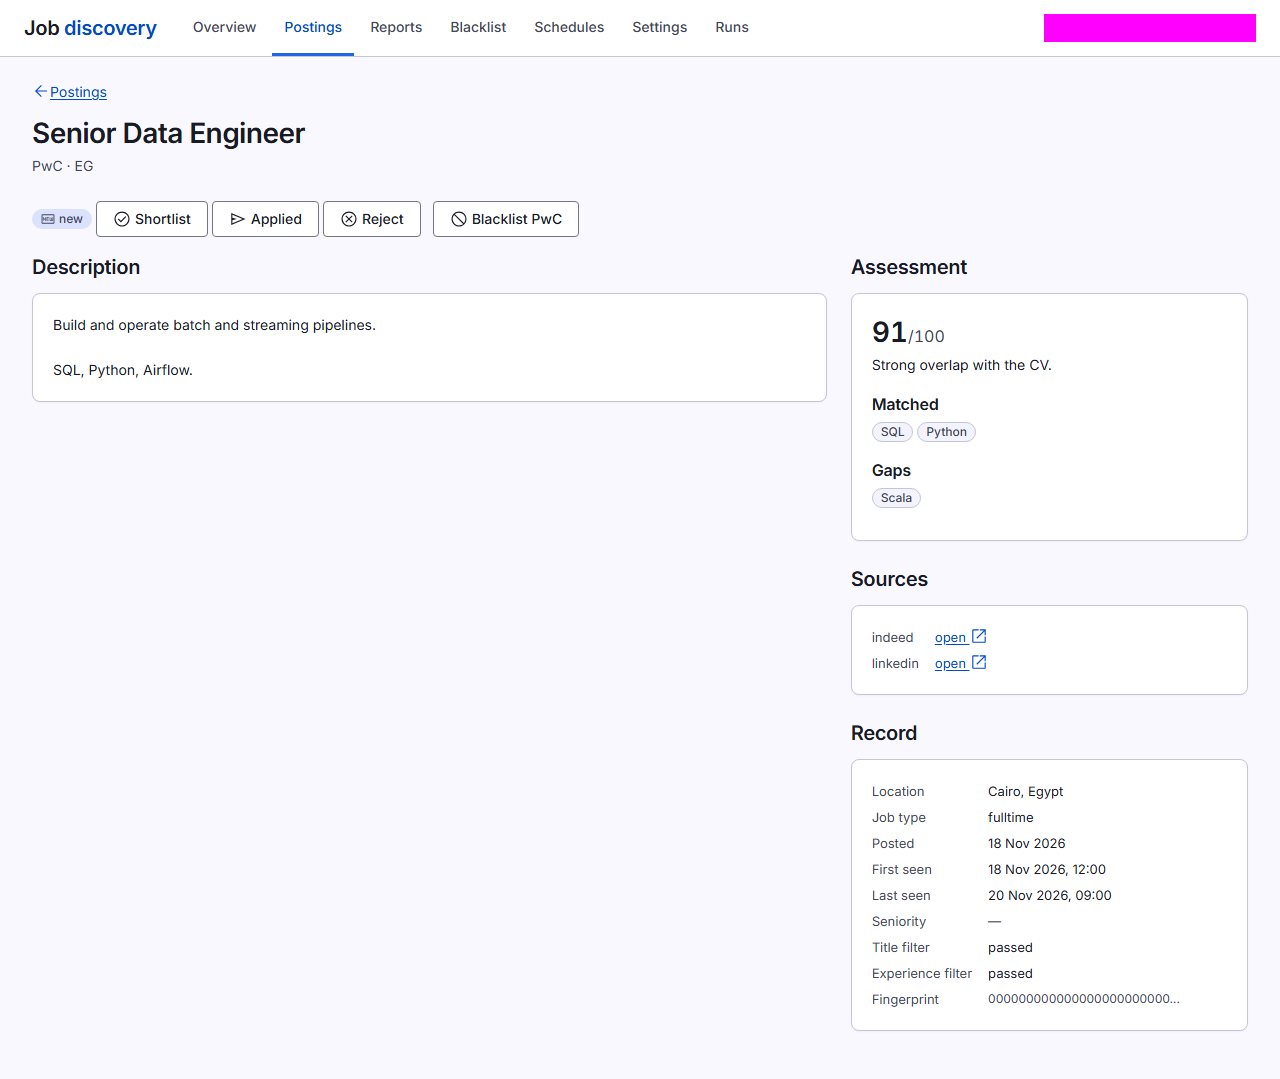 Job discovery
Overview
Postings
Reports
Blacklist
Schedules
Settings
Runs
Postings
Senior Data Engineer
PwC · EG
new
Shortlist
Applied
Reject
Blacklist PwC
Description
Build and operate batch and streaming pipelines.
SQL, Python, Airflow.
Assessment
91/100
Strong overlap with the CV.
Matched
SQL
Python
Gaps
Scala
Sources
indeed open
linkedin open
Record
Location Cairo, Egypt
Job type fulltime
Posted 18 Nov 2026
First seen 18 Nov 2026, 12:00
Last seen 20 Nov 2026, 09:00
Seniority —
Title filter passed
Experience filter passed
Fingerprint 000000000000000000000000…